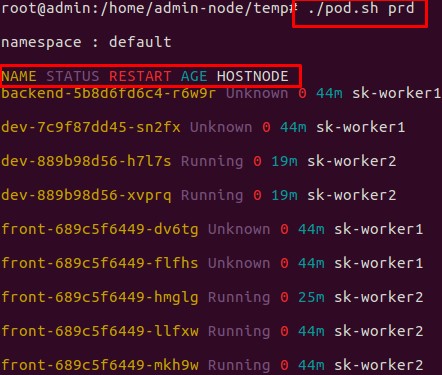 root@admin:/home/admin-node/temp# ./pod.sh prd
namespace : default
NAME STATUS RESTART AGE HOSTNODE
backend-5b8d6fd6c4-r6w9r Unknown 0 44m sk-worker1
dev-7c9f87dd45-sn2fx Unknown 0 44m sk-worker1
dev-889b98d56-h7l7s Running 0 19m sk-worker2
dev-889b98d56-xvprq Running 0 19m sk-worker2
front-689c5f6449-dv6tg Unknown 0 44m sk-worker1
front-689c5f6449-flfhs Unknown 0 44m sk-worker1
front-689c5f6449-hmglg Running 0 25m sk-worker2
front-689c5f6449-llfxw Running 0 44m sk-worker2
front-689c5f6449-mkh9w Running 0 44m sk-worker2